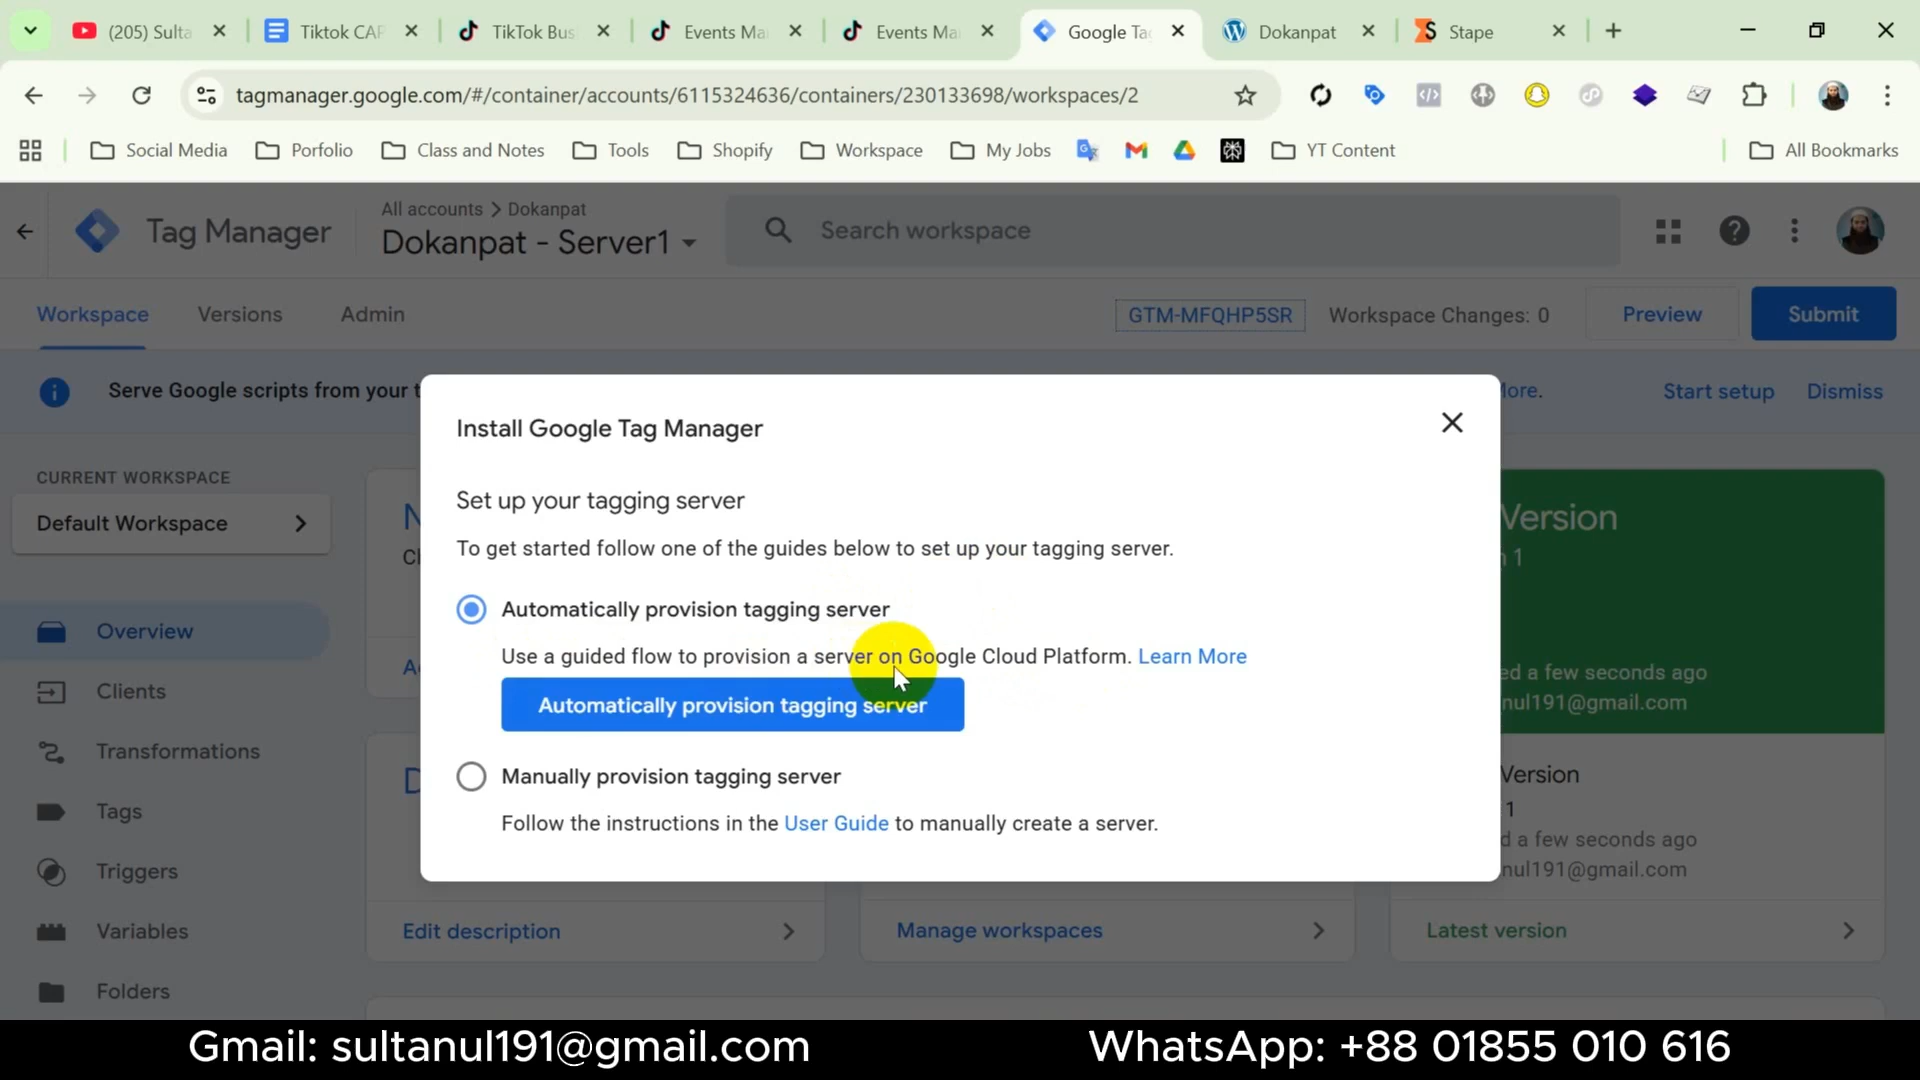 (205) Sulta
Tiktok CAP
TikTok Bus
Events Ma
Events Ma
Google Ta
Dokanpat
Stape
tagmanager.google.com/#/container/accounts/6115324636/containers/230133698/workspaces/2
Social Media
Porfolio
Class and Notes
Tools
Shopify
Workspace
My Jobs
YT Content
All Bookmarks
Tag Manager
All accounts > Dokanpat
Dokanpat - Server1
Search workspace
Workspace
Versions
Admin
GTM-MFQHP5SR
Workspace Changes: 0
Preview
Submit
Serve Google scripts from your t
ore.
Start setup
Dismiss
Install Google Tag Manager
Set up your tagging server
To get started follow one of the guides below to set up your tagging server.
Automatically provision tagging server
Use a guided flow to provision a server on Google Cloud Platform. Learn More
Automatically provision tagging server
Manually provision tagging server
Follow the instructions in the User Guide to manually create a server.
CURRENT WORKSPACE
Default Workspace
Overview
Clients
Transformations
Tags
Triggers
Variables
Folders
Version
1
ed a few seconds ago
nul191@gmail.com
Version
1
d a few seconds ago
nul191@gmail.com
Edit description
Manage workspaces
Latest version
Gmail: sultanul191@gmail.com
WhatsApp: +88 01855 010 616